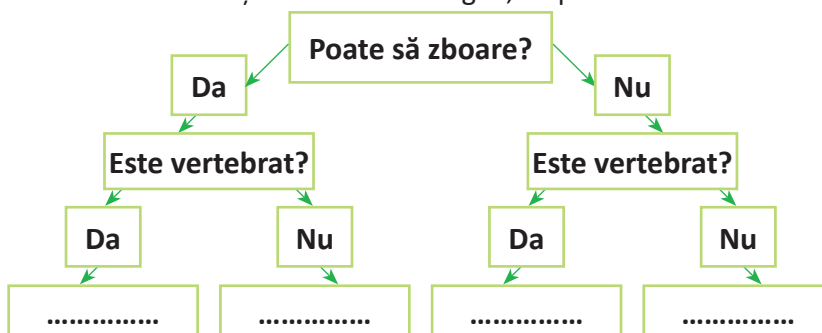 Poate să zboare?
Da
Nu
Este vertebrat?
Este vertebrat?
Da
Nu
Da
Nu
……………
……………
……………
……………